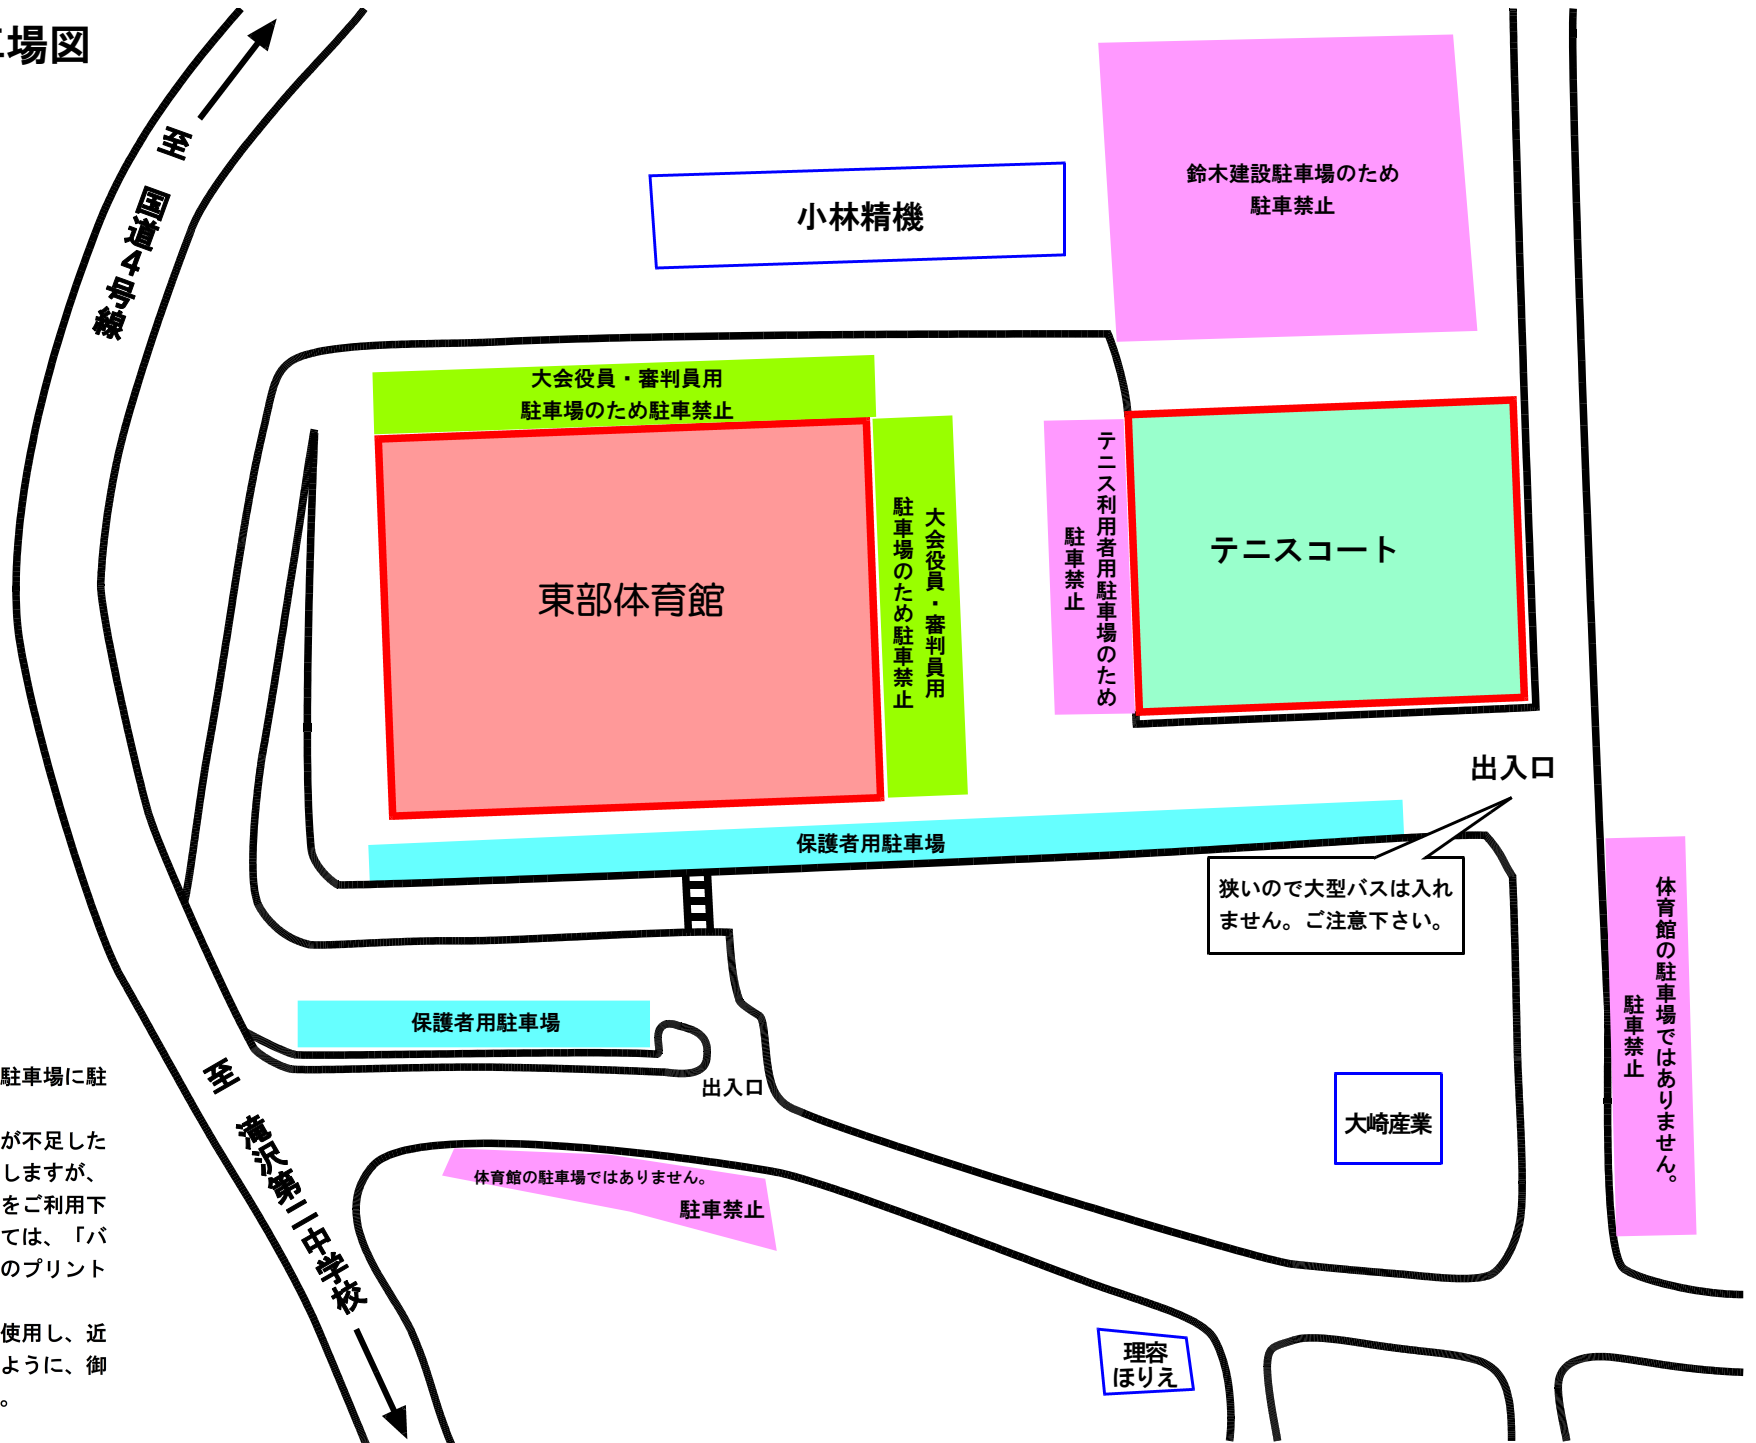 場図
至 国道4号線
小林精機
鈴木建設駐車場のため
駐車禁止
大会役員・審判員用
駐車場のため駐車禁止
東部体育館
大会役員・審判員用
駐車場のため駐車禁止
テニス利用者用駐車場のため
駐車禁止
テニスコート
出入口
保護者用駐車場
狭いので大型バスは入れ
ません。ご注意下さい。
体育館の駐車場ではありません。
駐車禁止
保護者用駐車場
出入口
至 滝沢第二中学校
体育館の駐車場ではありません。
駐車禁止
大崎産業
理容
ほりえ
駐車場に駐
が不足した
しますが、
をご利用下
ては、「バ
のプリント
使用し、近
ように、御
。